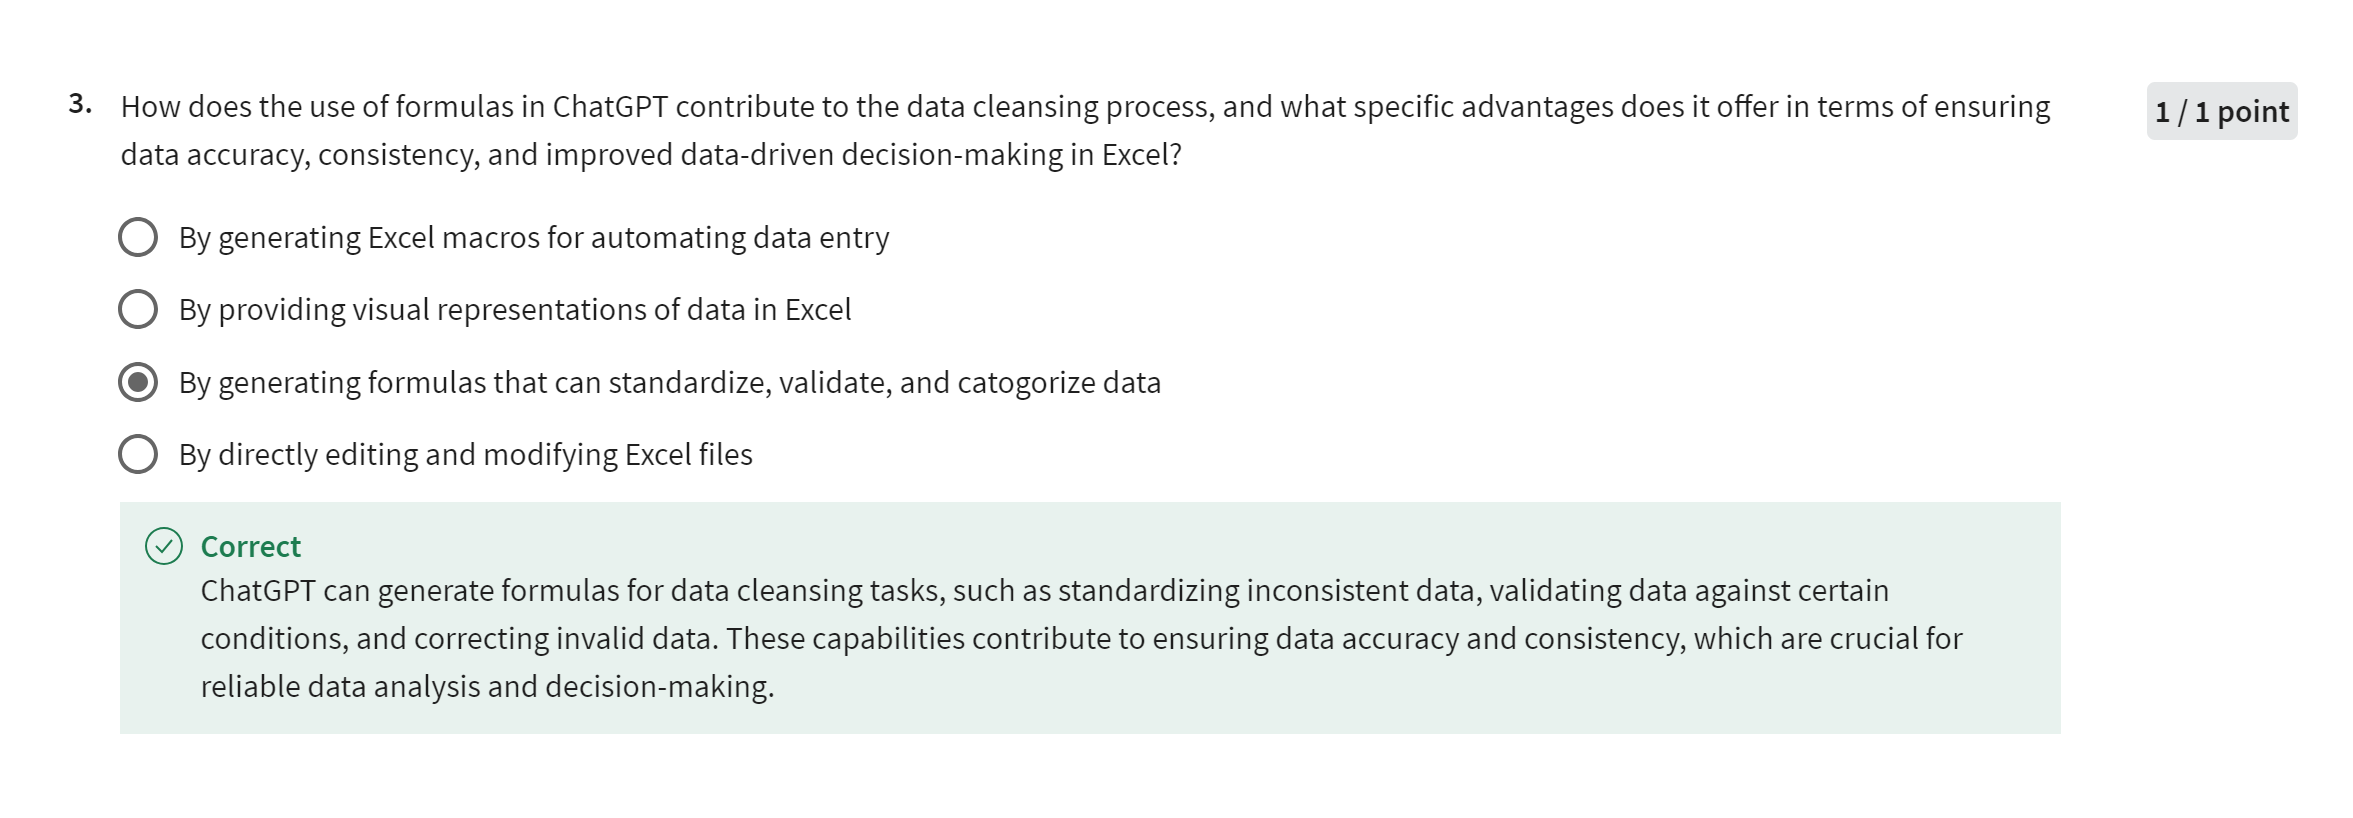 3. How does the use of formulas in ChatGPT contribute to the data cleansing process, and what specific advantages does it offer in terms of ensuring
data accuracy, consistency, and improved data-driven decision-making in Excel?
1 / 1 point
By generating Excel macros for automating data entry
By providing visual representations of data in Excel
By generating formulas that can standardize, validate, and catogorize data
By directly editing and modifying Excel files
Correct
ChatGPT can generate formulas for data cleansing tasks, such as standardizing inconsistent data, validating data against certain
conditions, and correcting invalid data. These capabilities contribute to ensuring data accuracy and consistency, which are crucial for
reliable data analysis and decision-making.